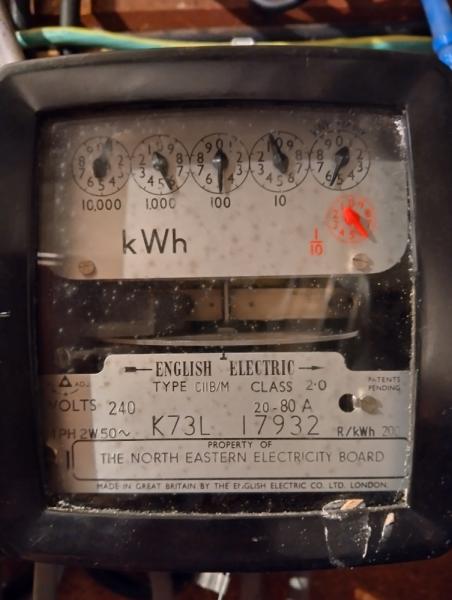 10,000 1,000 100 10
kWh
1/10
ENGLISH ELECTRIC
TYPE CIIB/M CLASS 2·0
PATENTS
PENDING
VOLTS 240 20-80 A
PH 2W 50~ K73L 17932 R/kWh 200
PROPERTY OF
THE NORTH EASTERN ELECTRICITY BOARD
MADE IN GREAT BRITAIN BY THE ENGLISH ELECTRIC CO. LTD. LONDON.